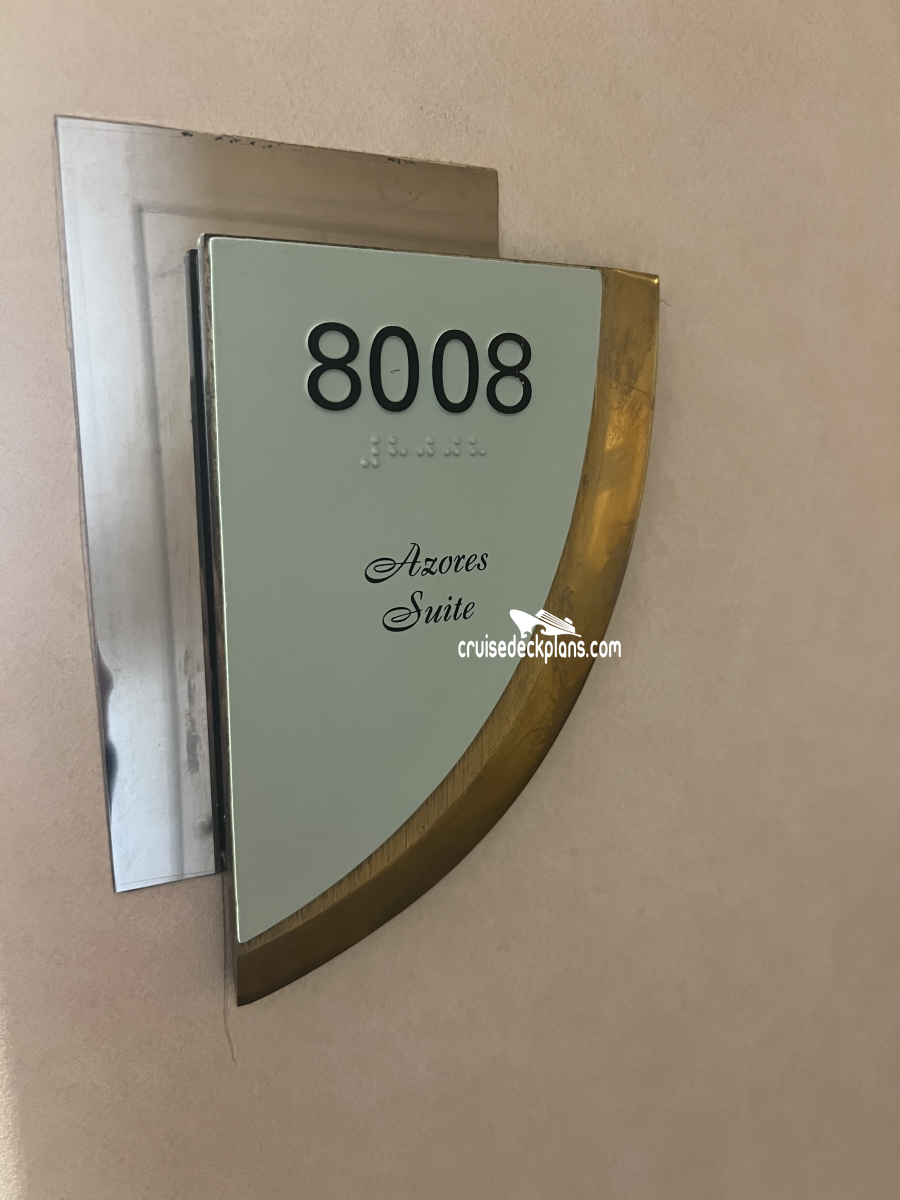 8008
⠼⠓⠚⠚⠓
Azores
Suite
cruisedeckplans.com